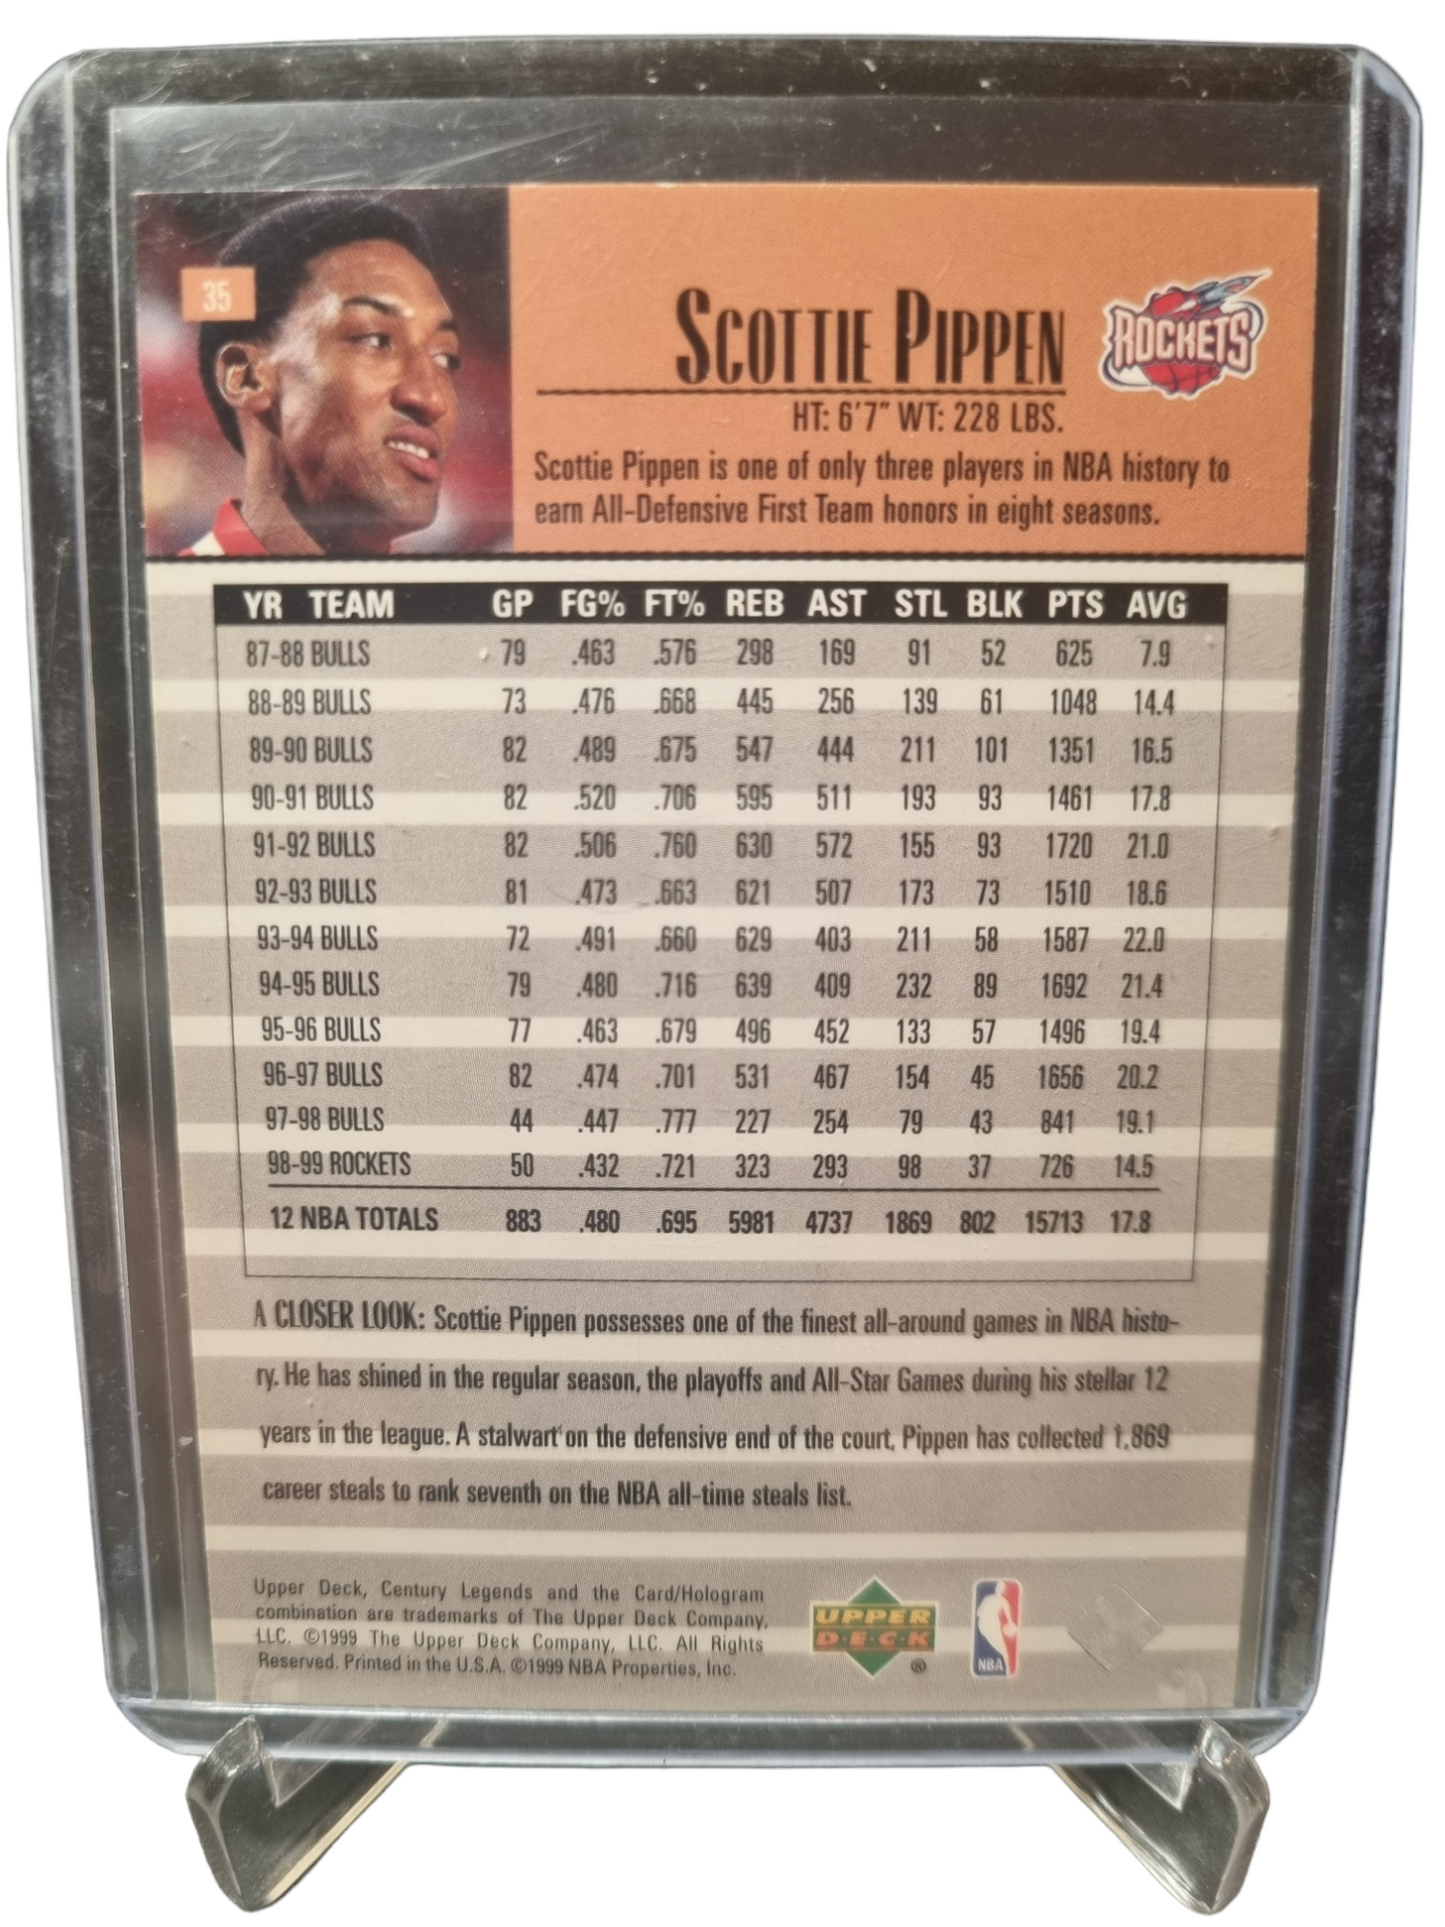 35
SCOTTIE PIPPEN
ROCKETS
HT: 6'7" WT: 228 LBS.
Scottie Pippen is one of only three players in NBA history to
earn All-Defensive First Team honors in eight seasons.
YR TEAM GP FG% FT% REB AST STL BLK PTS AVG
87-88 BULLS 79 .463 .576 298 169 91 52 625 7.9
88-89 BULLS 73 .476 .668 445 256 139 61 1048 14.4
89-90 BULLS 82 .489 .675 547 444 211 101 1351 16.5
90-91 BULLS 82 .520 .706 595 511 193 93 1461 17.8
91-92 BULLS 82 .506 .760 630 572 155 93 1720 21.0
92-93 BULLS 81 .473 .663 621 507 173 73 1510 18.6
93-94 BULLS 72 .491 .660 629 403 211 58 1587 22.0
94-95 BULLS 79 .480 .716 639 409 232 89 1692 21.4
95-96 BULLS 77 .463 .679 496 452 133 57 1496 19.4
96-97 BULLS 82 .474 .701 531 467 154 45 1656 20.2
97-98 BULLS 44 .447 .777 227 254 79 43 841 19.1
98-99 ROCKETS 50 .432 .721 323 293 98 37 726 14.5
12 NBA TOTALS 883 .480 .695 5981 4737 1869 802 15713 17.8
A CLOSER LOOK: Scottie Pippen possesses one of the finest all-around games in NBA histo-
ry. He has shined in the regular season, the playoffs and All-Star Games during his stellar 12
years in the league. A stalwart on the defensive end of the court, Pippen has collected 1,869
career steals to rank seventh on the NBA all-time steals list.
Upper Deck, Century Legends and the Card/Hologram
combination are trademarks of The Upper Deck Company,
LLC. ©1999 The Upper Deck Company, LLC. All Rights
Reserved. Printed in the U.S.A. ©1999 NBA Properties, Inc.
UPPER
DECK
®
NBA